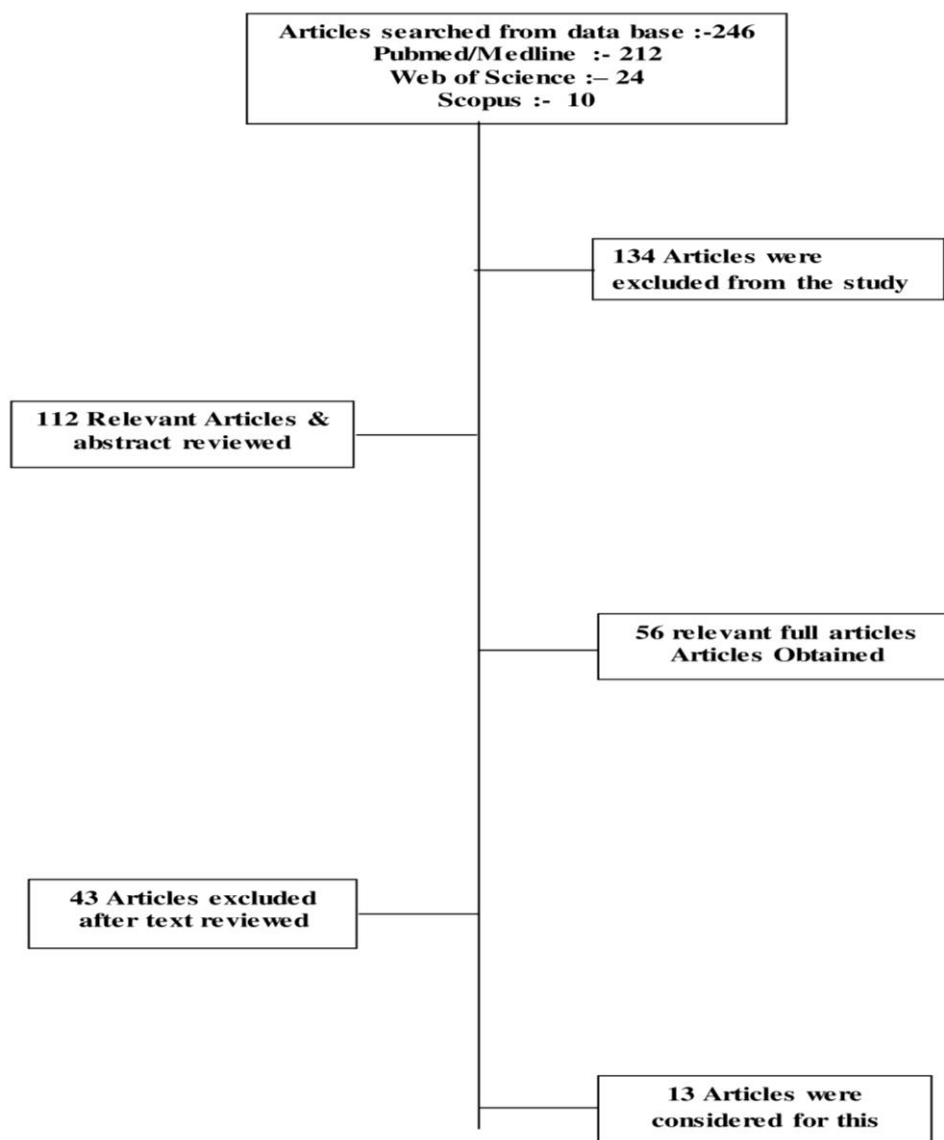 Articles searched from data base :-246
Pubmed/Medline :- 212
Web of Science :– 24
Scopus :- 10
134 Articles were
excluded from the study
112 Relevant Articles &
abstract reviewed
56 relevant full articles
Articles Obtained
43 Articles excluded
after text reviewed
13 Articles were
considered for this